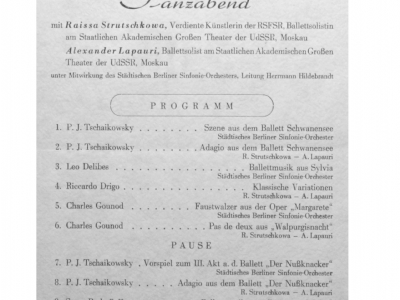 Tanzabend
mit Raissa Strutschkowa, Verdiente Künstlerin der RSFSR, Ballettsolistin
am Staatlichen Akademischen Großen Theater der UdSSR, Moskau
Alexander Lapauri, Ballettsolist am Staatlichen Akademischen Großen
Theater der UdSSR, Moskau
unter Mitwirkung des Städtischen Berliner Sinfonie-Orchesters, Leitung Herrmann Hildebrandt
PROGRAMM
1. P. J. Tschaikowsky . . . . . . . . Szene aus dem Ballett Schwanensee
Städtisches Berliner Sinfonie-Orchester
2. P. J. Tschaikowsky . . . . . . . . Adagio aus dem Ballett Schwanensee
R. Strutschkowa — A. Lapauri
3. Leo Delibes . . . . . . . . . . . . . Ballettmusik aus Sylvia
Städtisches Berliner Sinfonie-Orchester
4. Riccardo Drigo . . . . . . . . . . . . . Klassische Variationen
R. Strutschkowa — A. Lapauri
5. Charles Gounod . . . . . . Faustwalzer aus der Oper „Margarete"
Städtisches Berliner Sinfonie-Orchester
6. Charles Gounod . . . . . . . . Pas de deux aus „Walpurgisnacht"
R. Strutschkowa — A. Lapauri
PAUSE
7. P. J. Tschaikowsky . Vorspiel zum III. Akt a. d. Ballett „Der Nußknacker"
Städtisches Berliner Sinfonie-Orchester
8. P. J. Tschaikowsky . . . . . Adagio aus dem Ballett „Der Nußknacker"
R. Strutschkowa — A. Lapauri